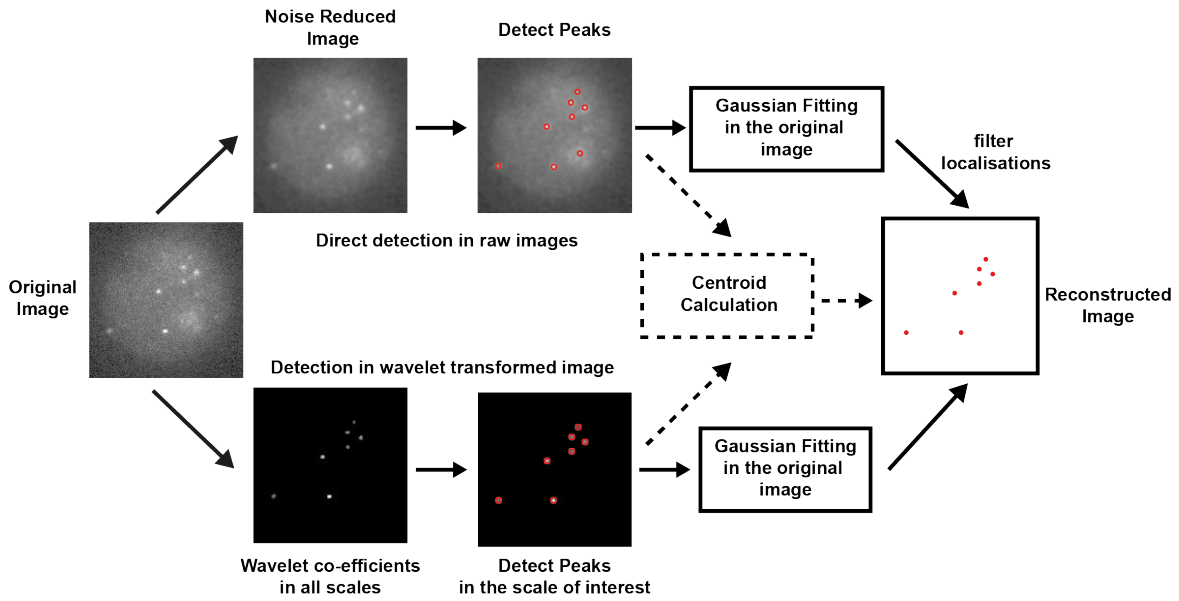 Noise Reduced
Image
Detect Peaks
Gaussian Fitting
in the original
image
filter
localisations
Direct detection in raw images
Original
Image
Centroid
Calculation
Reconstructed
Image
Detection in wavelet transformed image
Gaussian Fitting
in the original
image
Wavelet co-efficients
in all scales
Detect Peaks
in the scale of interest